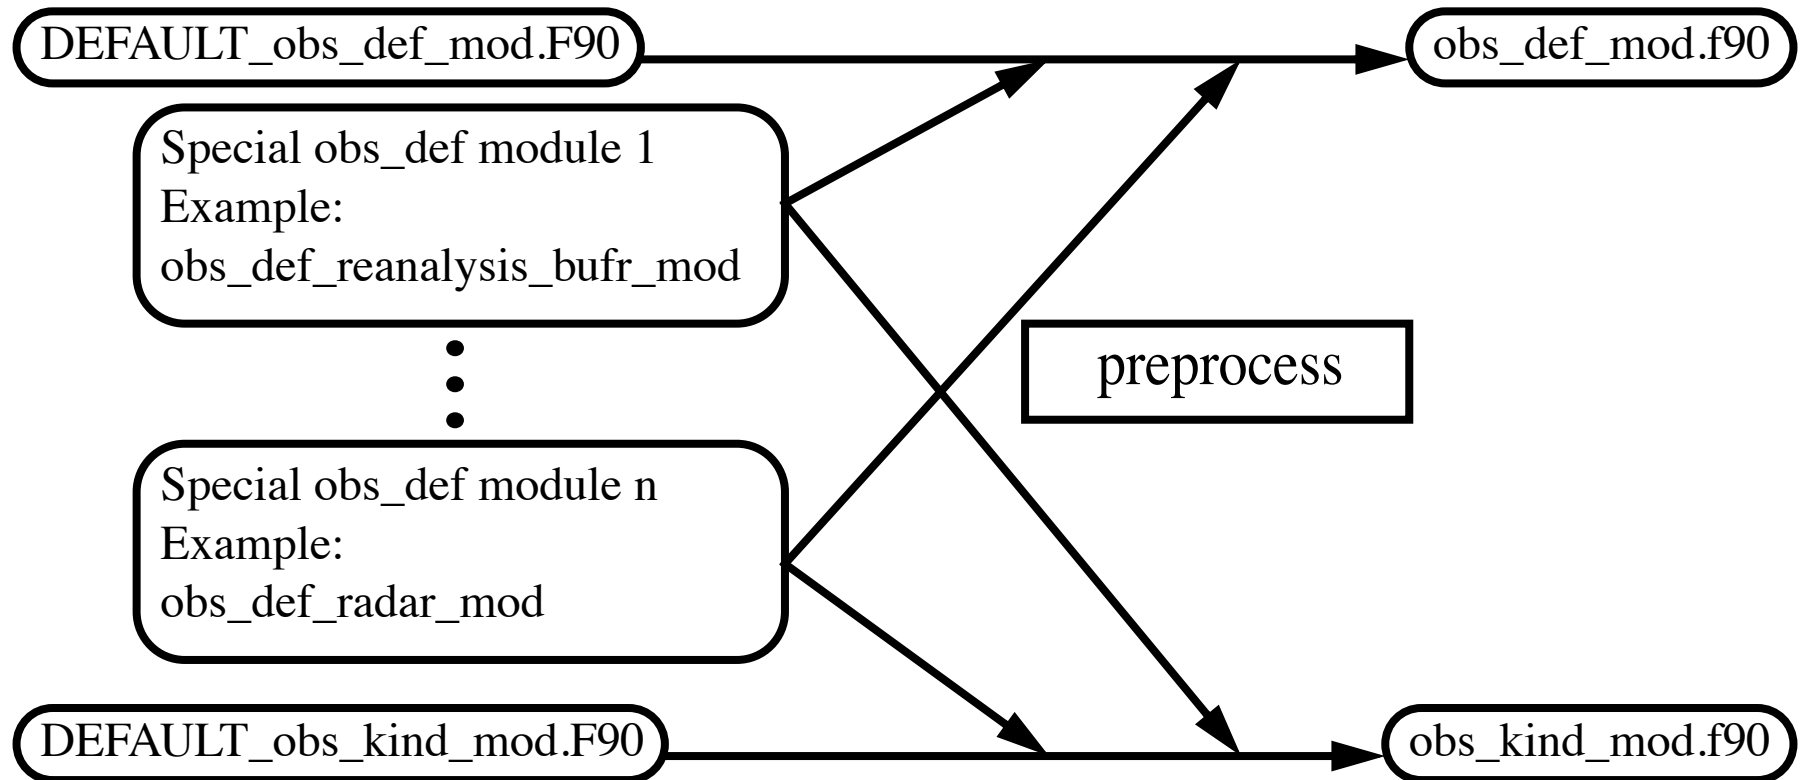 DEFAULT_obs_def_mod.F90
obs_def_mod.f90
Special obs_def module 1
Example:
obs_def_reanalysis_bufr_mod
preprocess
Special obs_def module n
Example:
obs_def_radar_mod
DEFAULT_obs_kind_mod.F90
obs_kind_mod.f90